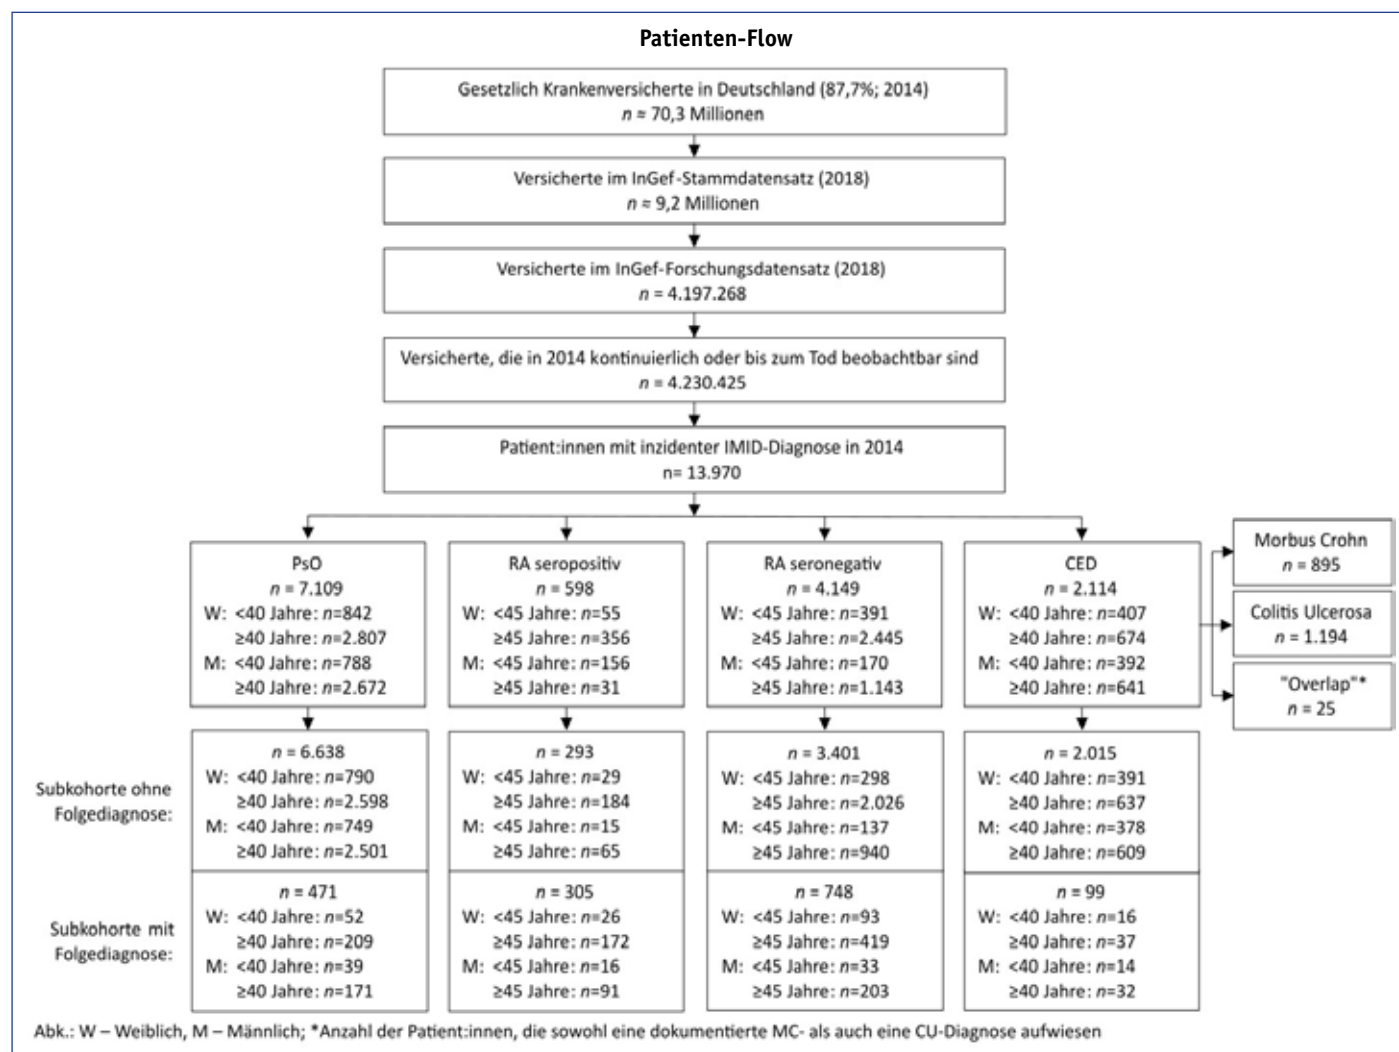 Patienten-Flow
Gesetzlich Krankenversicherte in Deutschland (87,7%; 2014)
n ≈ 70,3 Millionen
Versicherte im InGef-Stammdatensatz (2018)
n ≈ 9,2 Millionen
Versicherte im InGef-Forschungsdatensatz (2018)
n = 4.197.268
Versicherte, die in 2014 kontinuierlich oder bis zum Tod beobachtbar sind
n = 4.230.425
Patient:innen mit inzidenter IMID-Diagnose in 2014
n= 13.970
PsO
n = 7.109
W: <40 Jahre: n=842
≥40 Jahre: n=2.807
M: <40 Jahre: n=788
≥40 Jahre: n=2.672
RA seropositiv
n = 598
W: <45 Jahre: n=55
≥45 Jahre: n=356
M: <45 Jahre: n=156
≥45 Jahre: n=31
RA seronegativ
n = 4.149
W: <45 Jahre: n=391
≥45 Jahre: n=2.445
M: <45 Jahre: n=170
≥45 Jahre: n=1.143
CED
n = 2.114
W: <40 Jahre: n=407
≥40 Jahre: n=674
M: <40 Jahre: n=392
≥40 Jahre: n=641
Morbus Crohn
n = 895
Colitis Ulcerosa
n = 1.194
"Overlap"*
n = 25
Subkohorte ohne
Folgediagnose:
n = 6.638
W: <40 Jahre: n=790
≥40 Jahre: n=2.598
M: <40 Jahre: n=749
≥40 Jahre: n=2.501
n = 293
W: <45 Jahre: n=29
≥45 Jahre: n=184
M: <45 Jahre: n=15
≥45 Jahre: n=65
n = 3.401
W: <45 Jahre: n=298
≥45 Jahre: n=2.026
M: <45 Jahre: n=137
≥45 Jahre: n=940
n = 2.015
W: <40 Jahre: n=391
≥40 Jahre: n=637
M: <40 Jahre: n=378
≥40 Jahre: n=609
Subkohorte mit
Folgediagnose:
n = 471
W: <40 Jahre: n=52
≥40 Jahre: n=209
M: <40 Jahre: n=39
≥40 Jahre: n=171
n = 305
W: <45 Jahre: n=26
≥45 Jahre: n=172
M: <45 Jahre: n=16
≥45 Jahre: n=91
n = 748
W: <45 Jahre: n=93
≥45 Jahre: n=419
M: <45 Jahre: n=33
≥45 Jahre: n=203
n = 99
W: <40 Jahre: n=16
≥40 Jahre: n=37
M: <40 Jahre: n=14
≥40 Jahre: n=32
Abk.: W – Weiblich, M – Männlich; *Anzahl der Patient:innen, die sowohl eine dokumentierte MC- als auch eine CU-Diagnose aufwiesen